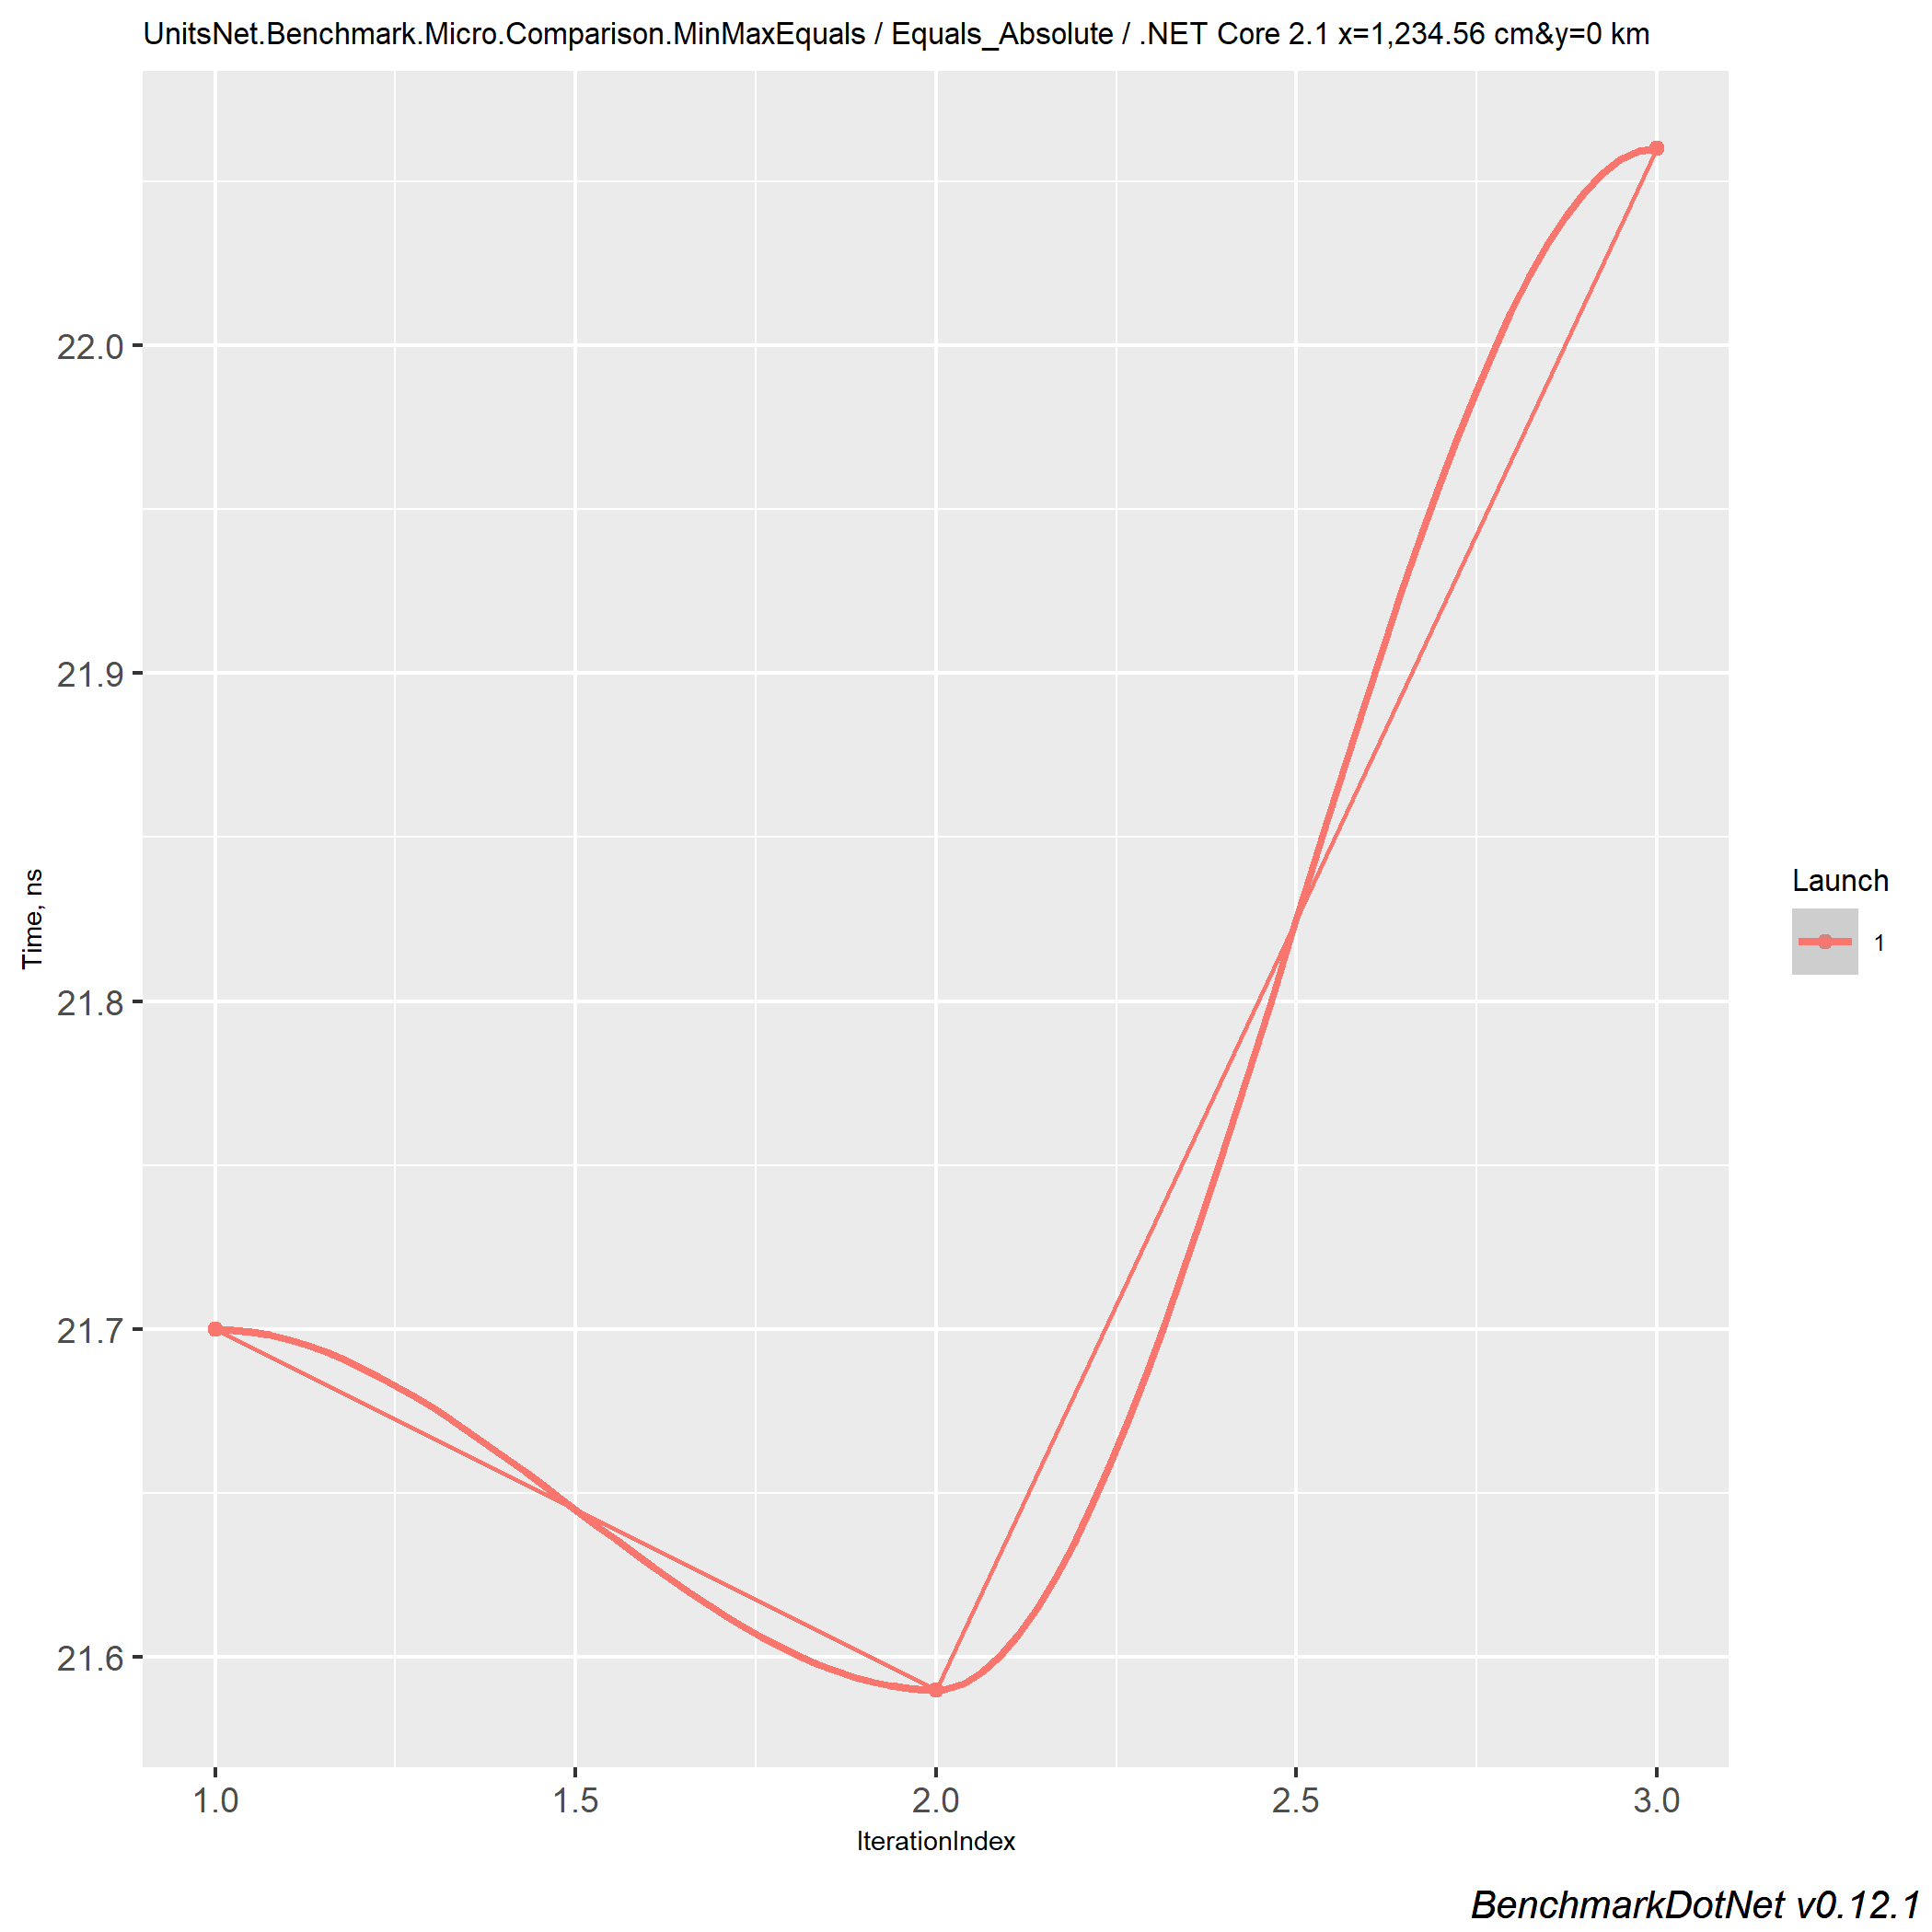 UnitsNet.Benchmark.Micro.Comparison.MinMaxEquals / Equals_Absolute / .NET Core 2.1 x=1,234.56 cm&y=0 km
22.0
21.9
21.8
21.7
21.6
Time, ns
1.0 1.5 2.0 2.5 3.0
IterationIndex
Launch
1
BenchmarkDotNet v0.12.1